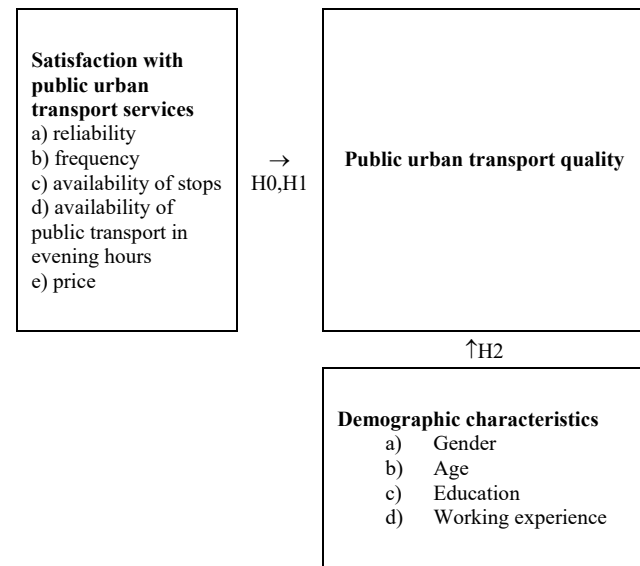 Satisfaction with
public urban
transport services
a) reliability
b) frequency
c) availability of stops
d) availability of
public transport in
evening hours
e) price
→
H0,H1
Public urban transport quality
↑H2
Demographic characteristics
a) Gender
b) Age
c) Education
d) Working experience